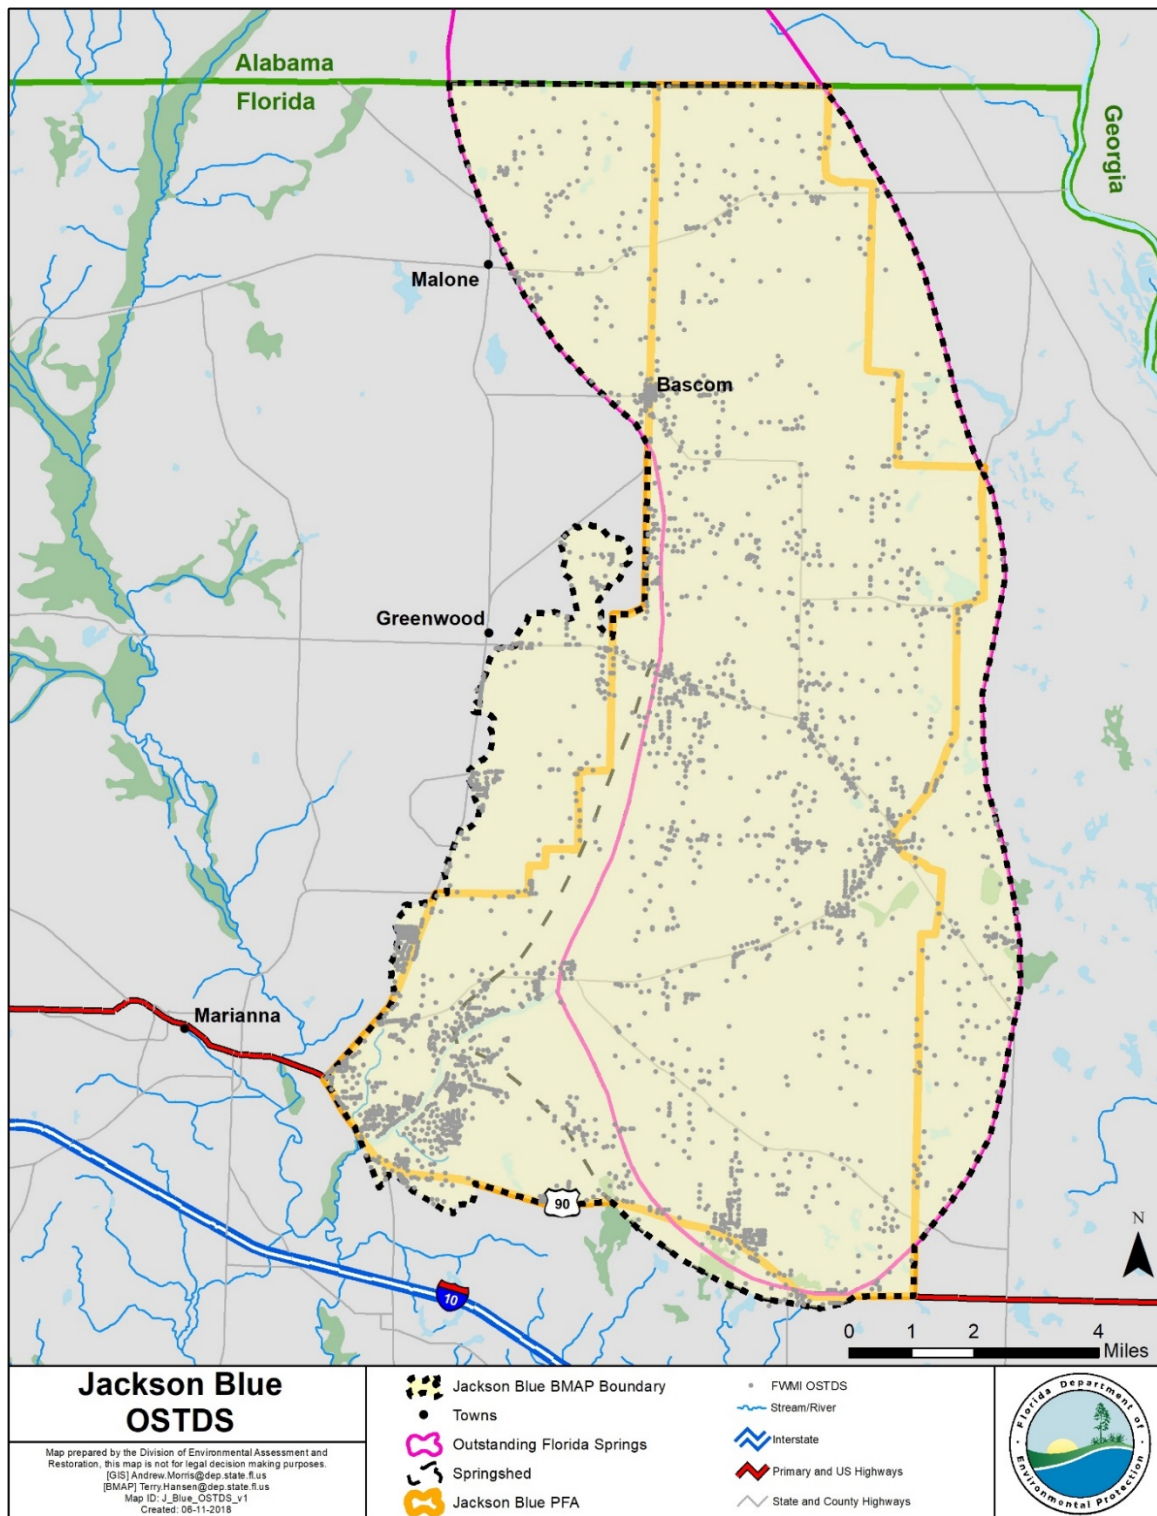 Alabama
Florida
Georgia
Malone
Bascom
Greenwood
Marianna
90
10
N
0 1 2 4
Miles
Jackson Blue
OSTDS
Map prepared by the Division of Environmental Assessment and
Restoration, this map is not for legal decision making purposes.
[GIS] Andrew.Morris@dep.state.fl.us
[BMAP] Terry.Hansen@dep.state.fl.us
Map ID: J_Blue_OSTDS_v1
Created: 06-11-2018
Jackson Blue BMAP Boundary
Towns
Outstanding Florida Springs
Springshed
Jackson Blue PFA
FWMI OSTDS
Stream/River
Interstate
Primary and US Highways
State and County Highways
Florida Department of
Environmental Protection